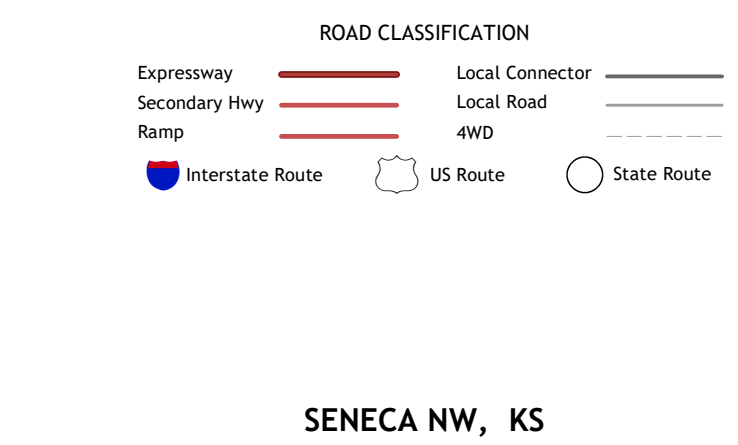 ROAD CLASSIFICATION
Expressway
Local Connector
Secondary Hwy
Local Road
Ramp
4WD
Interstate Route
US Route
State Route
SENECA NW, KS